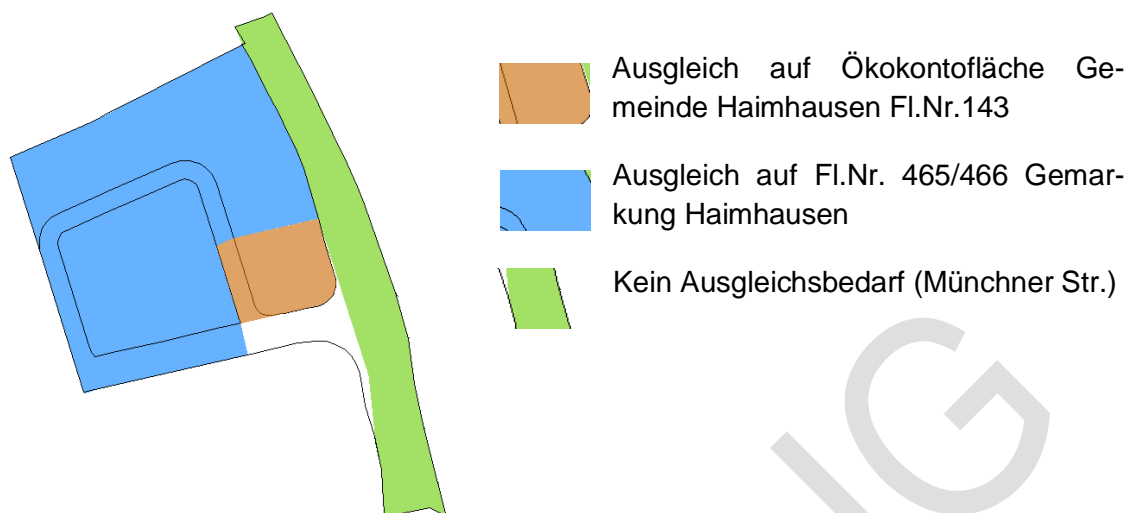 Ausgleich auf Ökokontofläche Ge-
meinde Haimhausen Fl.Nr.143
Ausgleich auf Fl.Nr. 465/466 Gemar-
kung Haimhausen
Kein Ausgleichsbedarf (Münchner Str.)
IG